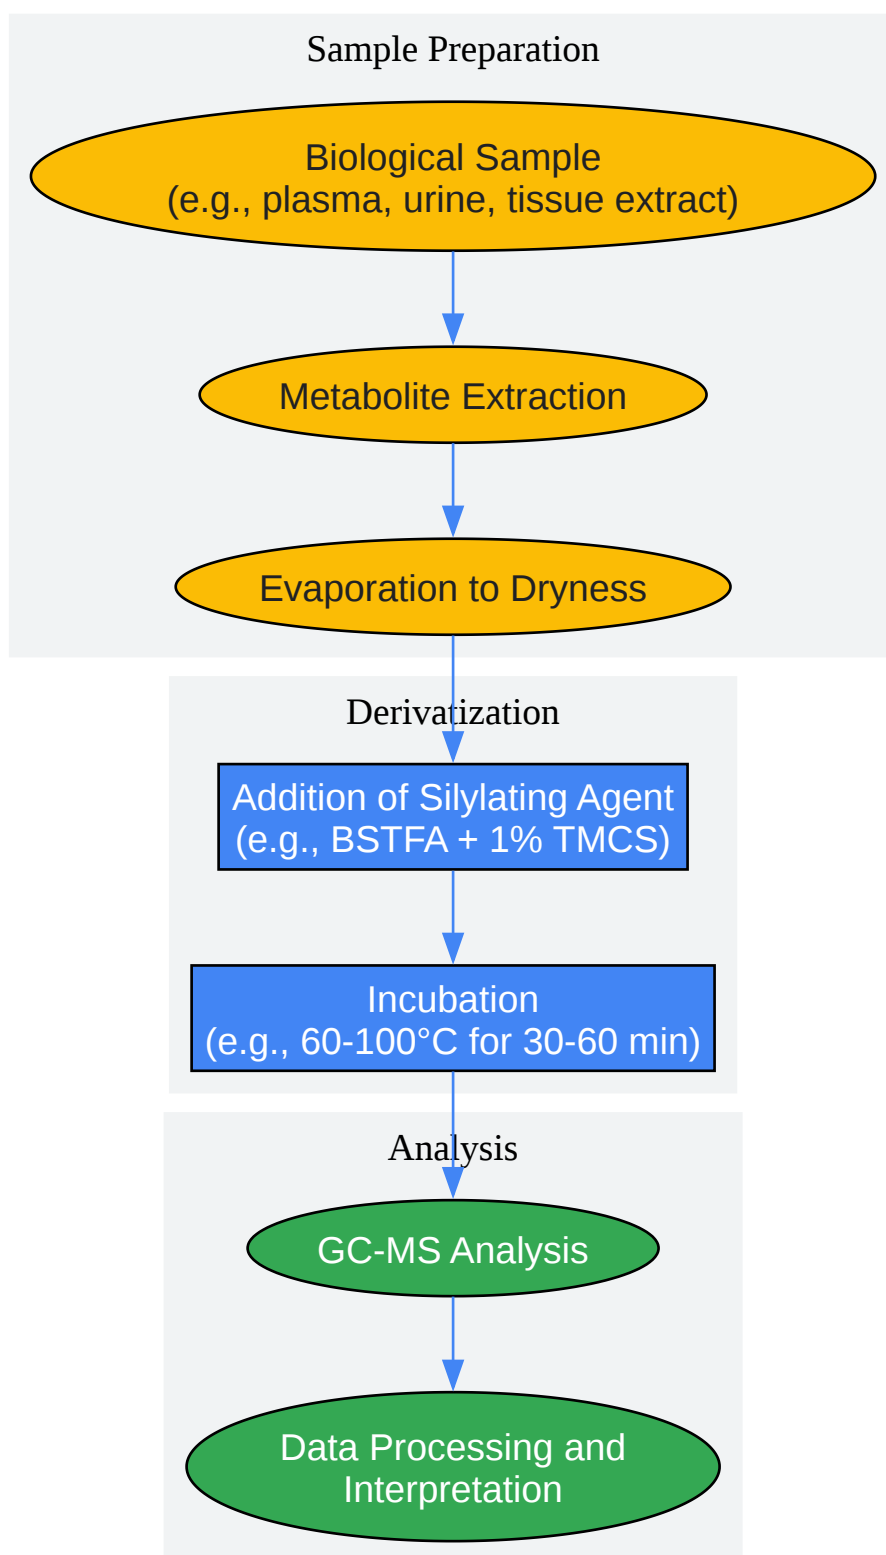 Sample Preparation
Biological Sample
(e.g., plasma, urine, tissue extract)
Metabolite Extraction
Evaporation to Dryness
Derivatization
Addition of Silylating Agent
(e.g., BSTFA + 1% TMCS)
Incubation
(e.g., 60-100°C for 30-60 min)
Analysis
GC-MS Analysis
Data Processing and
Interpretation